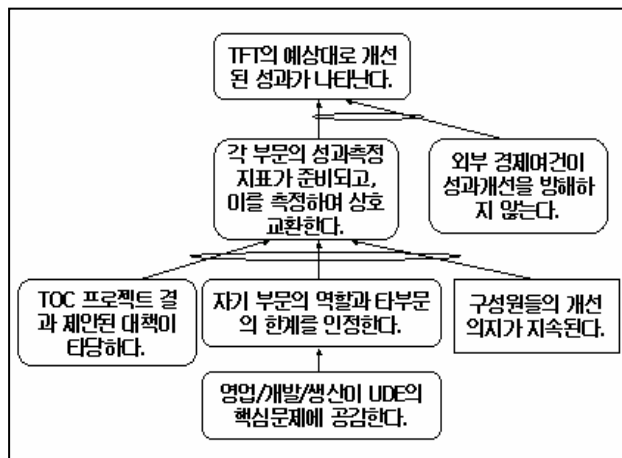 TFT의 예상대로 개선
된 성과가 나타난다.
각 부문의 성과측정
지표가 준비되고,
이를 측정하여 상호
교환한다.
외부 경제여건이
성과개선을 방해하
지 않는다.
TOC 프로젝트 결
과 제안된 대책이
타당하다.
자기 부문의 역할과 타부문
의 한계를 인정한다.
구성원들의 개선
의지가 지속된다.
영업/개발/생산이 UDE의
핵심문제에 공감한다.